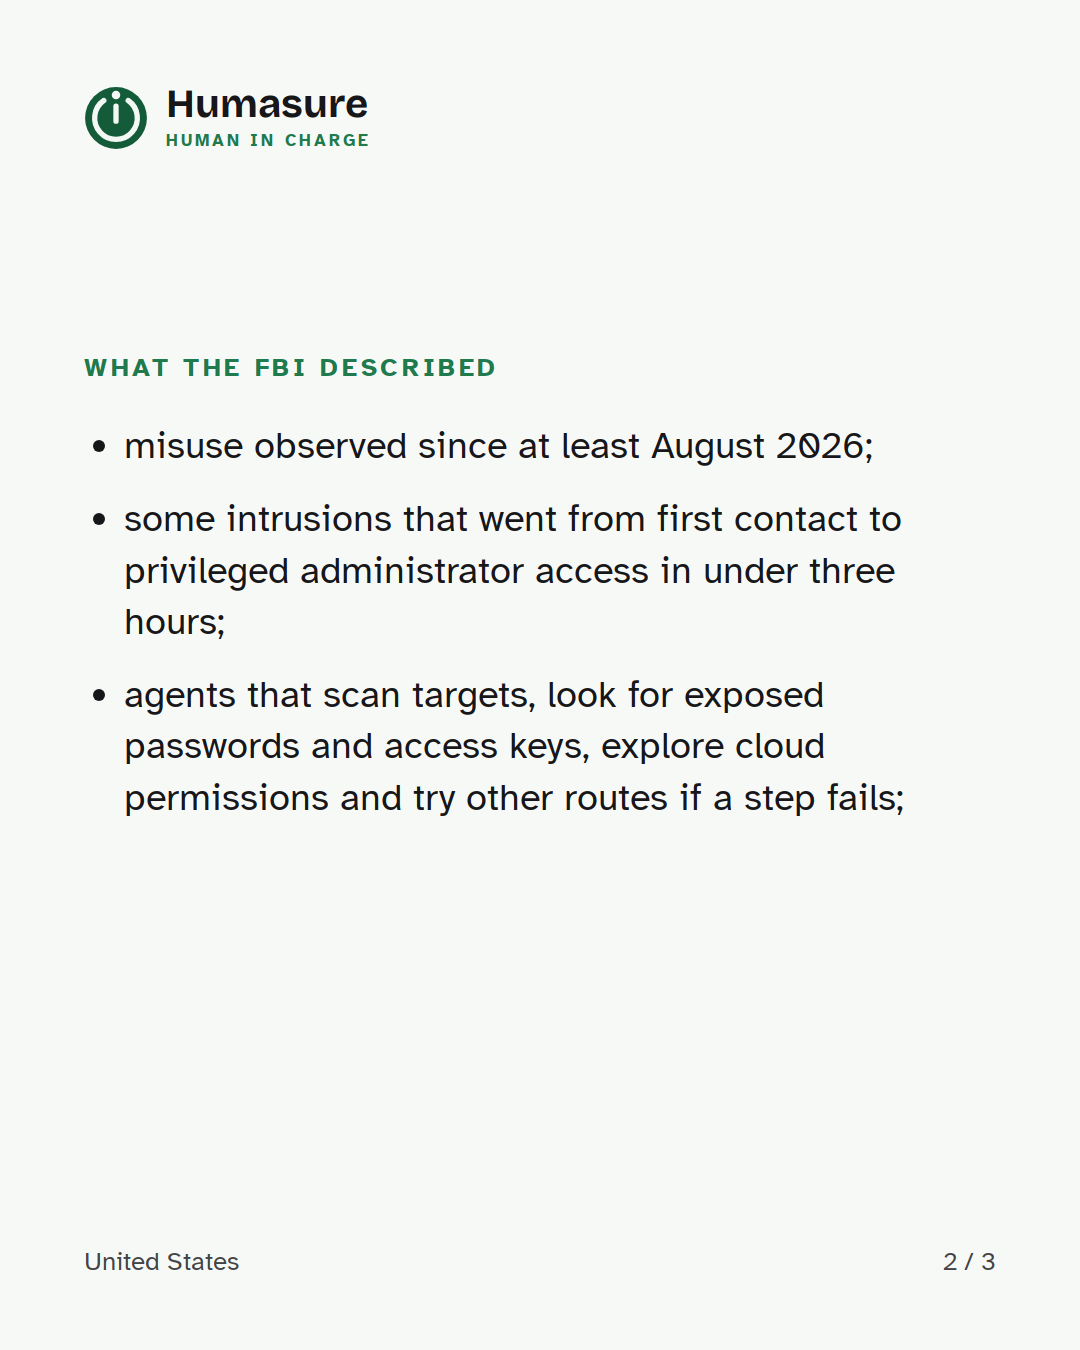 Humasure
HUMAN IN CHARGE
WHAT THE FBI DESCRIBED
• misuse observed since at least August 2026;
• some intrusions that went from first contact to
privileged administrator access in under three
hours;
• agents that scan targets, look for exposed
passwords and access keys, explore cloud
permissions and try other routes if a step fails;
United States
2 / 3